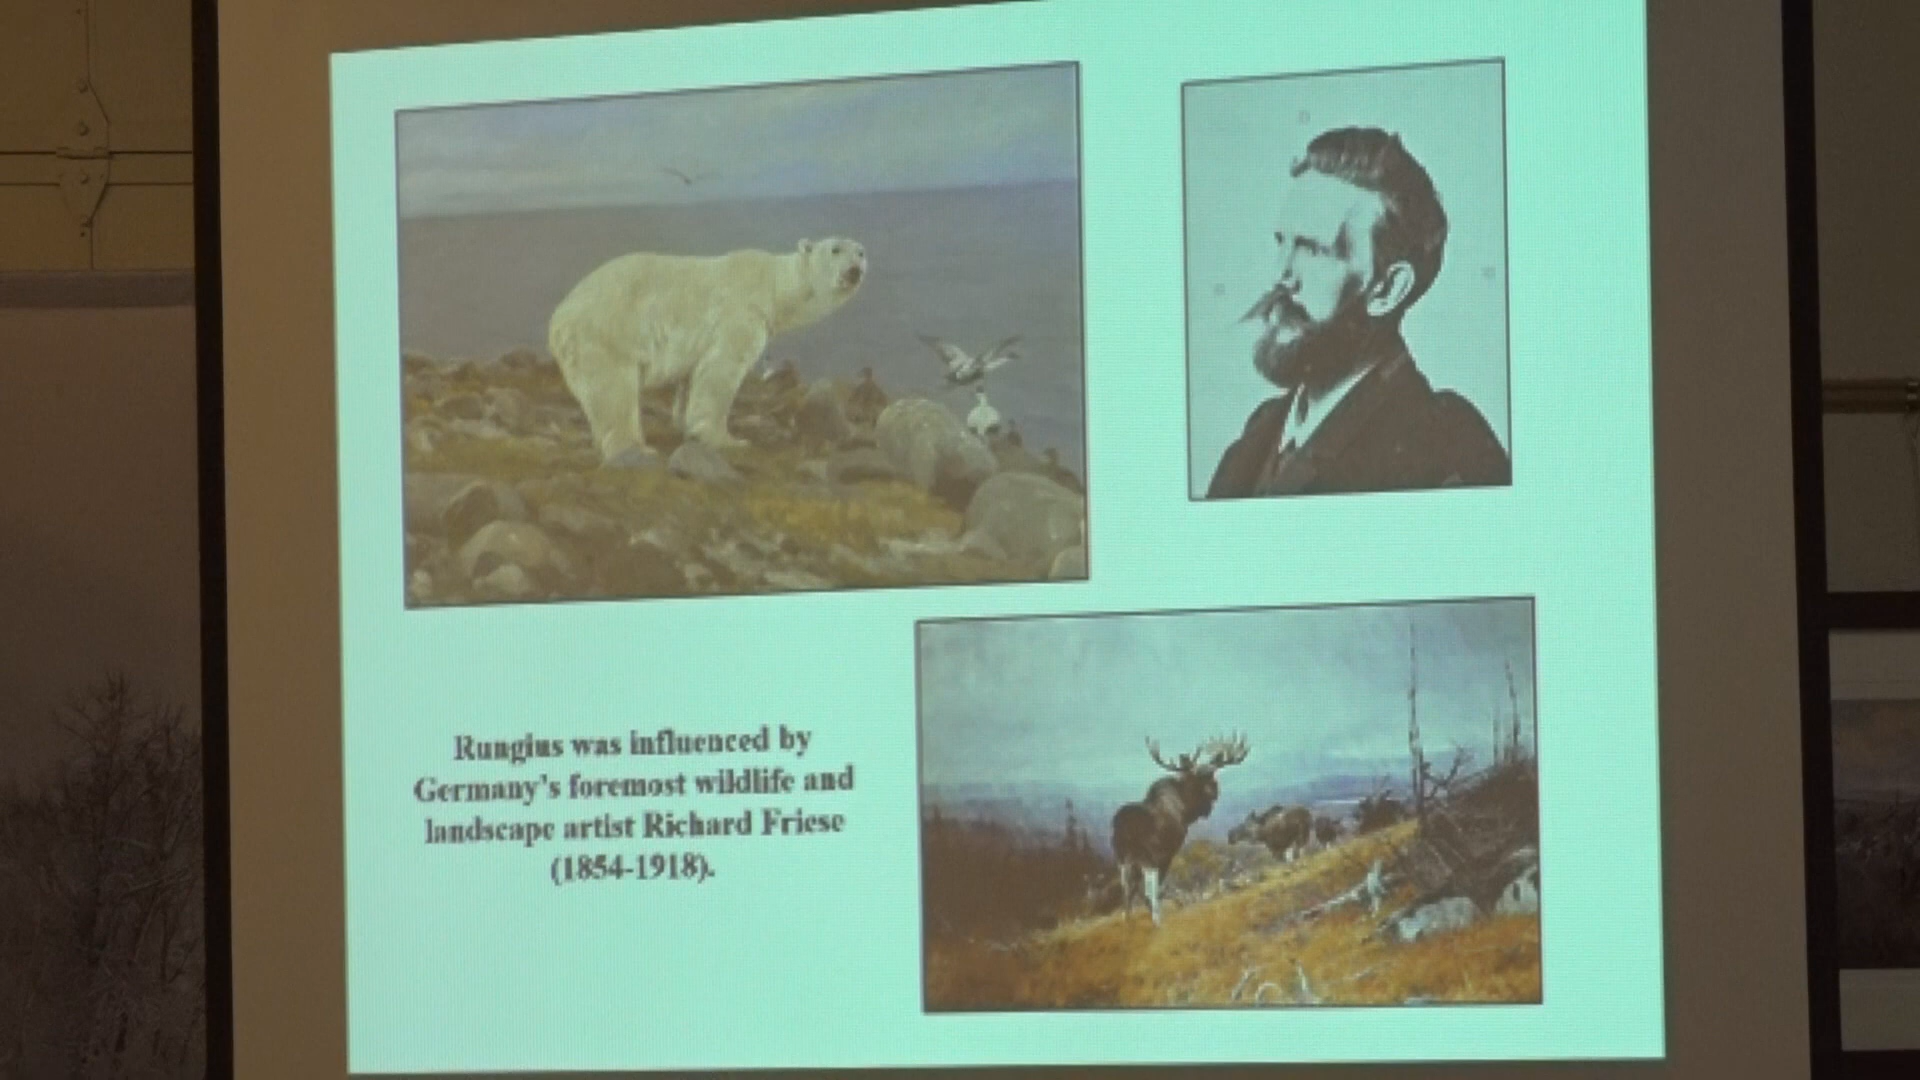 Rungius was influenced by
Germany's foremost wildlife and
landscape artist Richard Friese
(1854-1918).